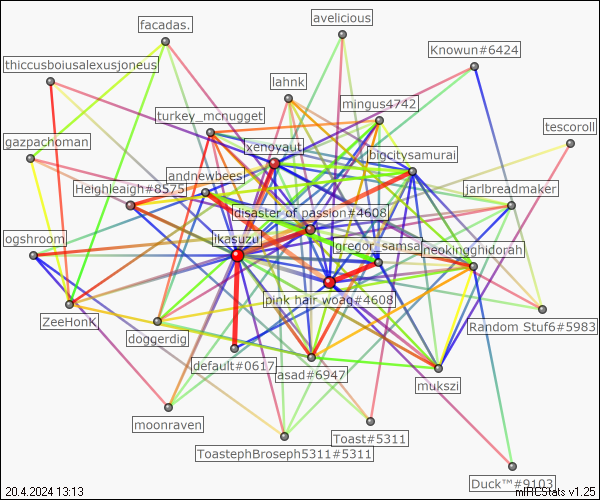 facadas.
avelicious
Knowun#6424
thiccusboiusalexusjoneus
lahnk
mingus4742
turkey_mcnugget
tescoroll
gazpachoman
xenoyaut
bigcitysamurai
andnewbees
Heighleaigh#8575
jarlbreadmaker
disaster of passion#4608
ogshroom
ikasuzu
gregor_samsa
neokingghidorah
pink hair woag#4608
ZeeHonK
Random Stuf6#5983
doggerdig
default#0617
asad#6947
mukszi
moonraven
Toast#5311
ToastephBroseph5311#5311
Duck™#9103
20.4.2024 13:13
mIRCStats v1.25